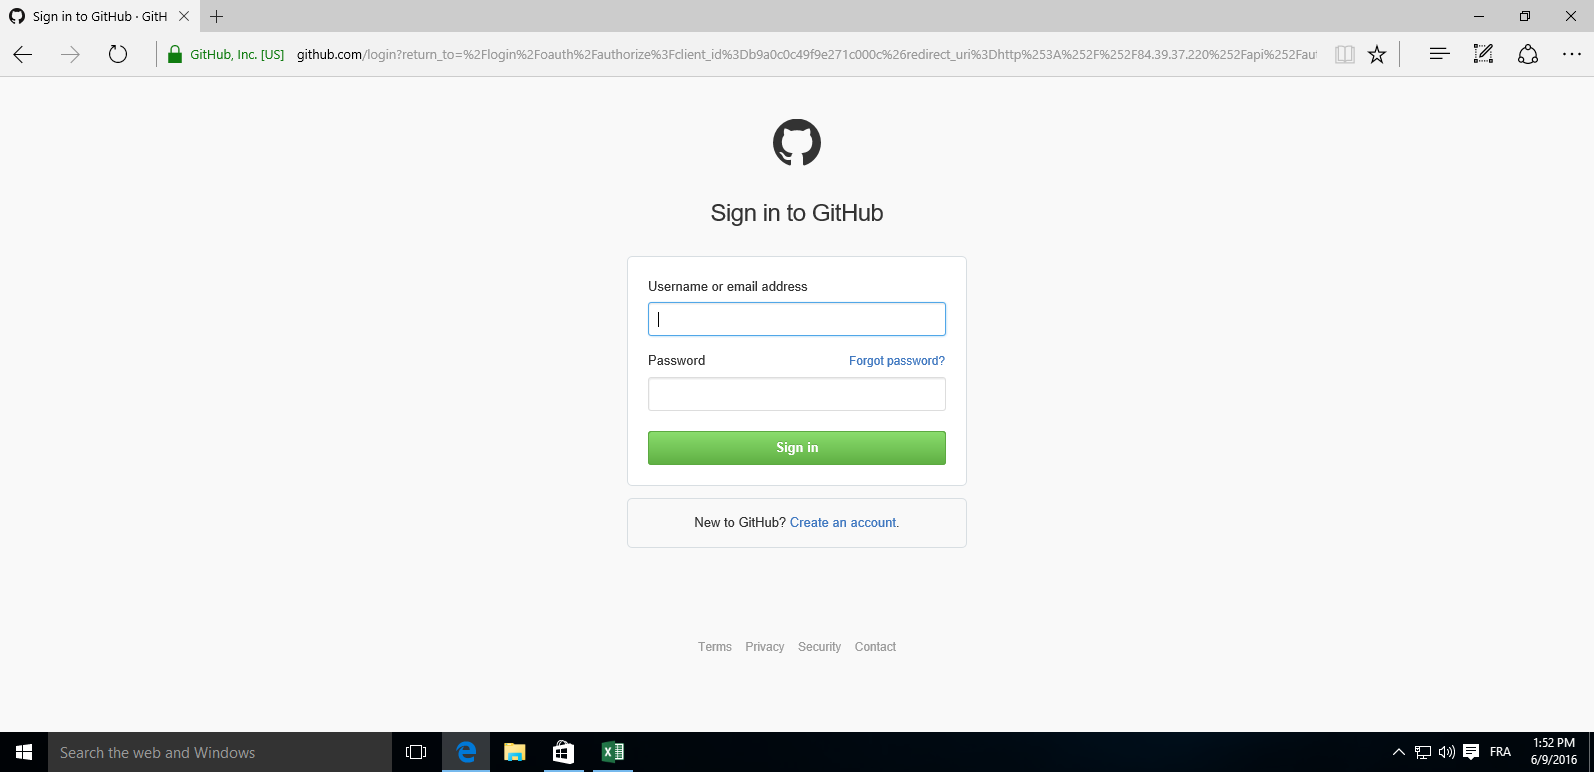 Sign in to GitHub · GitH
GitHub, Inc. [US] github.com/login?return_to=%2Flogin%2Foauth%2Fauthorize%3Fclient_id%3Db9a0c0c49f9e271c000c%26redirect_uri%3Dhttp%253A%252F%252F84.39.37.220%252Fapi%252Faut
Sign in to GitHub
Username or email address
Password Forgot password?
Sign in
New to GitHub? Create an account.
Terms Privacy Security Contact
Search the web and Windows
FRA
1:52 PM
6/9/2016